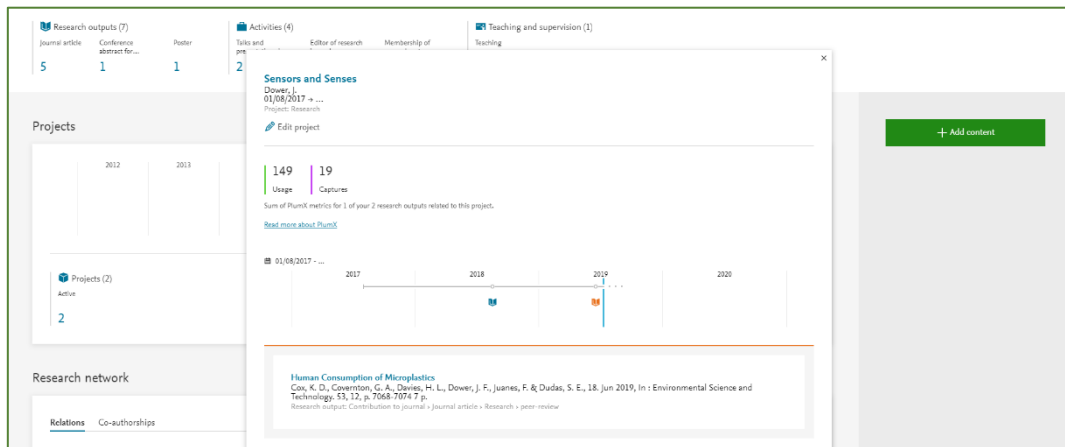 Research outputs (7)
Activities (4)
Teaching and supervision (1)
Journal article
Conference
abstract for...
Poster
Talks and
Editor of research
Membership of
Teaching
5
1
1
2
×
Sensors and Senses
Dower, J.
01/08/2017 → ...
Project: Research
Edit project
Projects
+ Add content
2012
2013
149
19
Usage
Captures
Sum of PlumX metrics for 1 of your 2 research outputs related to this project.
Read more about PlumX
01/08/2017 - ...
2017
2018
2019
2020
Projects (2)
Active
2
Research network
Human Consumption of Microplastics
Cox, K. D., Covernton, G. A., Davies, H. L., Dower, J. F., Juanes, F. & Dudas, S. E., 18. Jun 2019, In : Environmental Science and
Technology. 53, 12, p. 7068-7074 7 p.
Research output: Contribution to journal › Journal article › Research › peer-review
Relations
Co-authorships